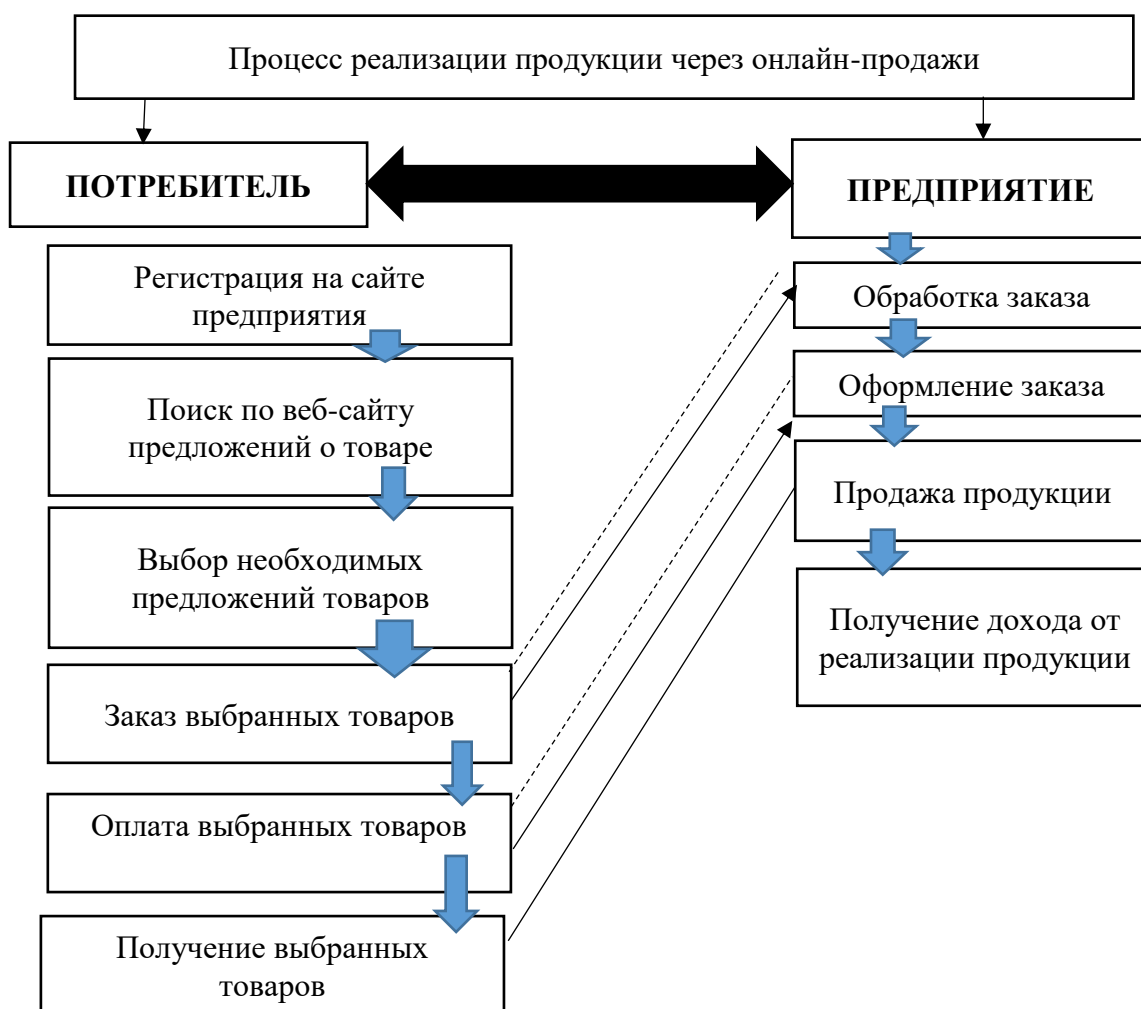 Процесс реализации продукции через онлайн-продажи
ПОТРЕБИТЕЛЬ
ПРЕДПРИЯТИЕ
Регистрация на сайте
предприятия
Поиск по веб-сайту
предложений о товаре
Выбор необходимых
предложений товаров
Заказ выбранных товаров
Оплата выбранных товаров
Получение выбранных
товаров
Обработка заказа
Оформление заказа
Продажа продукции
Получение дохода от
реализации продукции